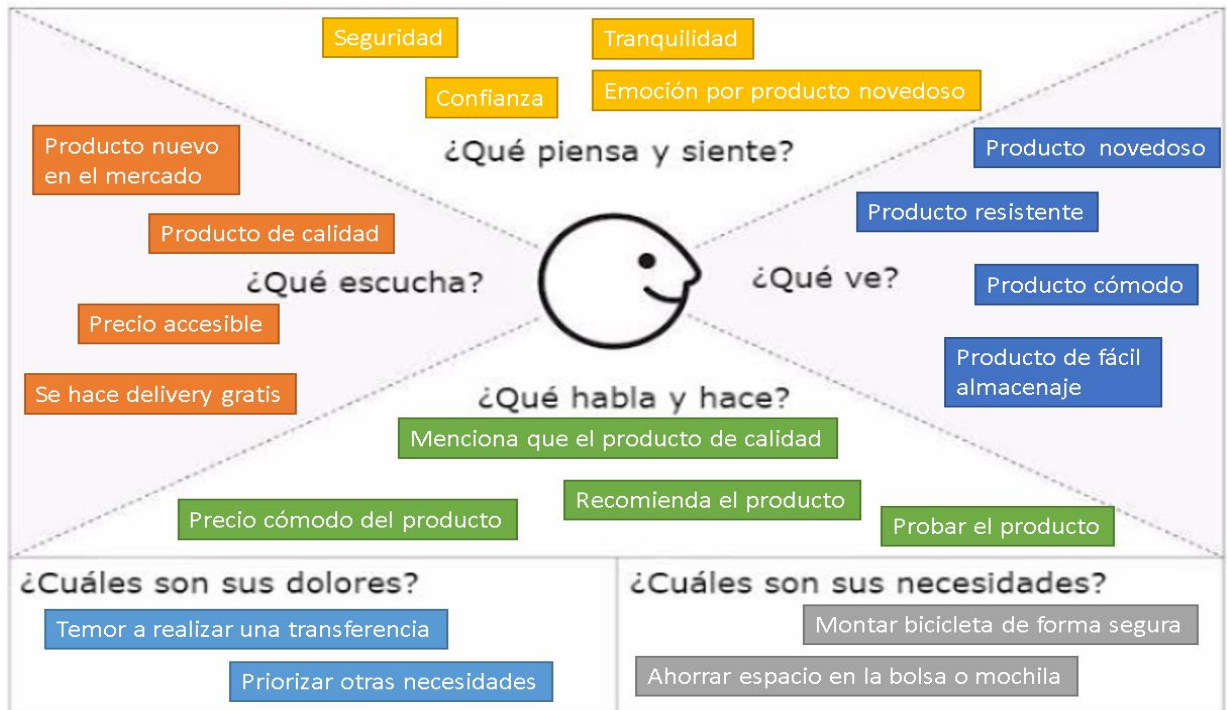 Seguridad
Tranquilidad
Confianza
Emoción por producto novedoso
¿Qué piensa y siente?
Producto nuevo
en el mercado
Producto de calidad
¿Qué escucha?
Precio accesible
Se hace delivery gratis
Producto novedoso
Producto resistente
¿Qué ve?
Producto cómodo
Producto de fácil
almacenaje
¿Qué habla y hace?
Menciona que el producto de calidad
Recomienda el producto
Precio cómodo del producto
Probar el producto
¿Cuáles son sus dolores?
Temor a realizar una transferencia
Priorizar otras necesidades
¿Cuáles son sus necesidades?
Montar bicicleta de forma segura
Ahorrar espacio en la bolsa o mochila